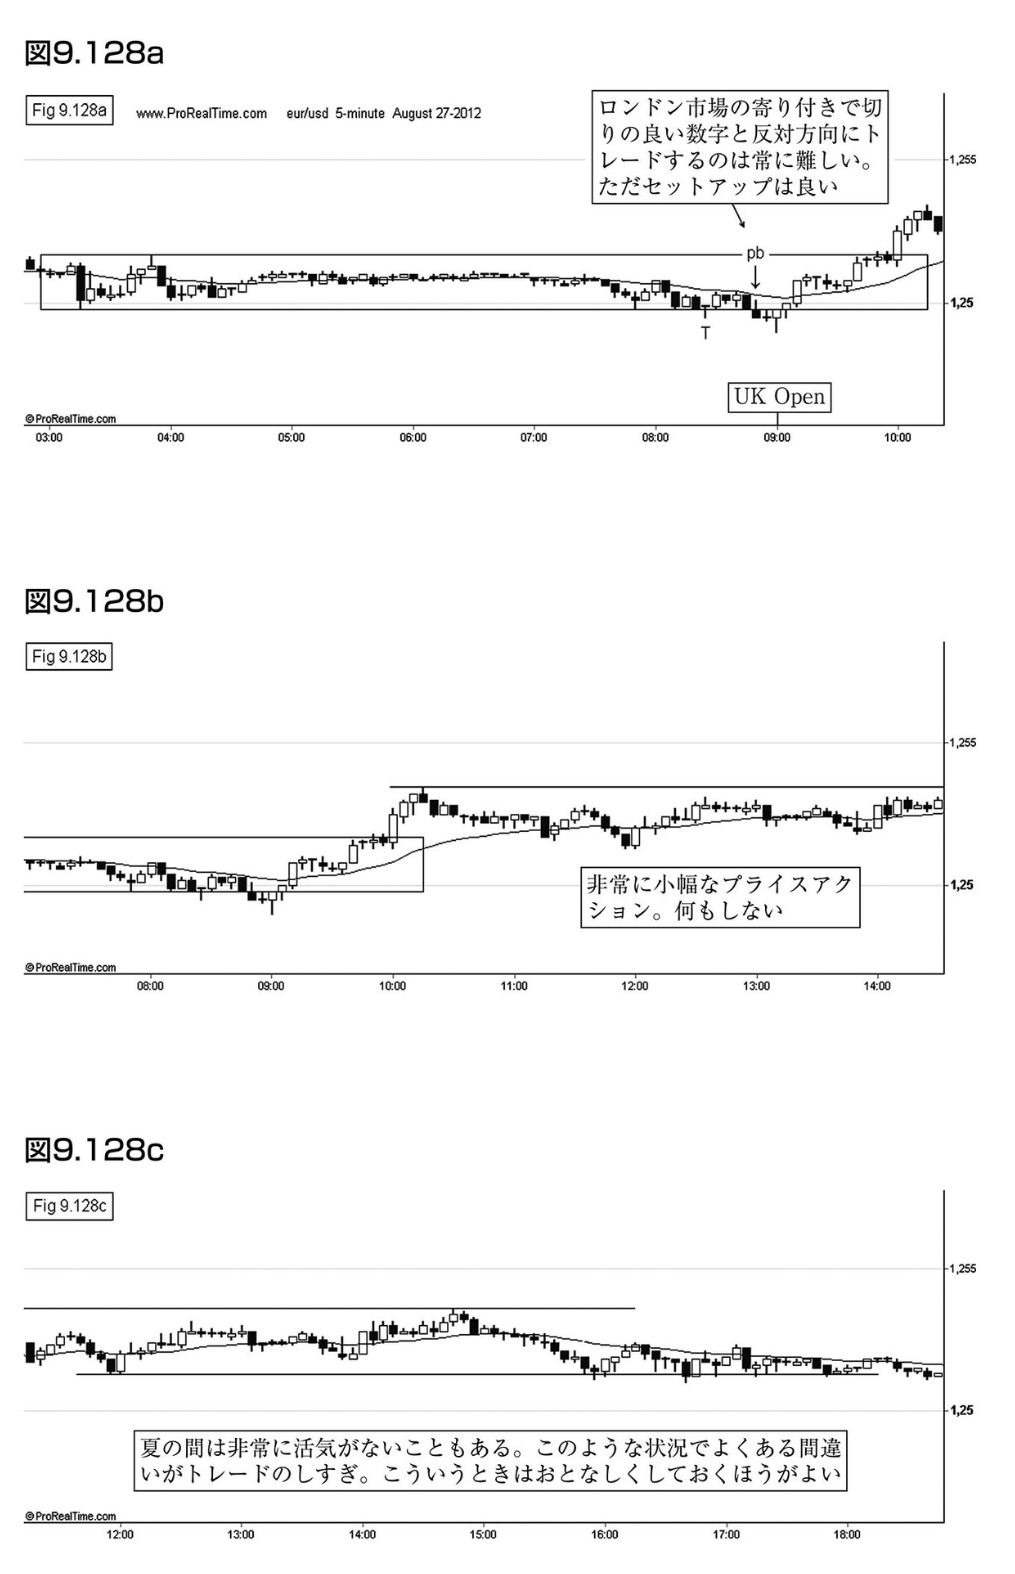 図9.128a
Fig 9.128a
www.ProRealTime.com eur/usd 5-minute August 27-2012
ロンドン市場の寄り付きで切
りの良い数字と反対方向にト
レードするのは常に難しい。
ただセットアップは良い
1,255
pb
1,25
T
UK Open
©ProRealTime.com
03:00 04:00 05:00 06:00 07:00 08:00 09:00 10:00
図9.128b
Fig 9.128b
1,255
1,25
非常に小幅なプライスアク
ション。何もしない
©ProRealTime.com
08:00 09:00 10:00 11:00 12:00 13:00 14:00
図9.128c
Fig 9.128c
1,255
1,25
夏の間は非常に活気がないこともある。このような状況でよくある間違
いがトレードのしすぎ。こういうときはおとなしくしておくほうがよい
©ProRealTime.com
12:00 13:00 14:00 15:00 16:00 17:00 18:00